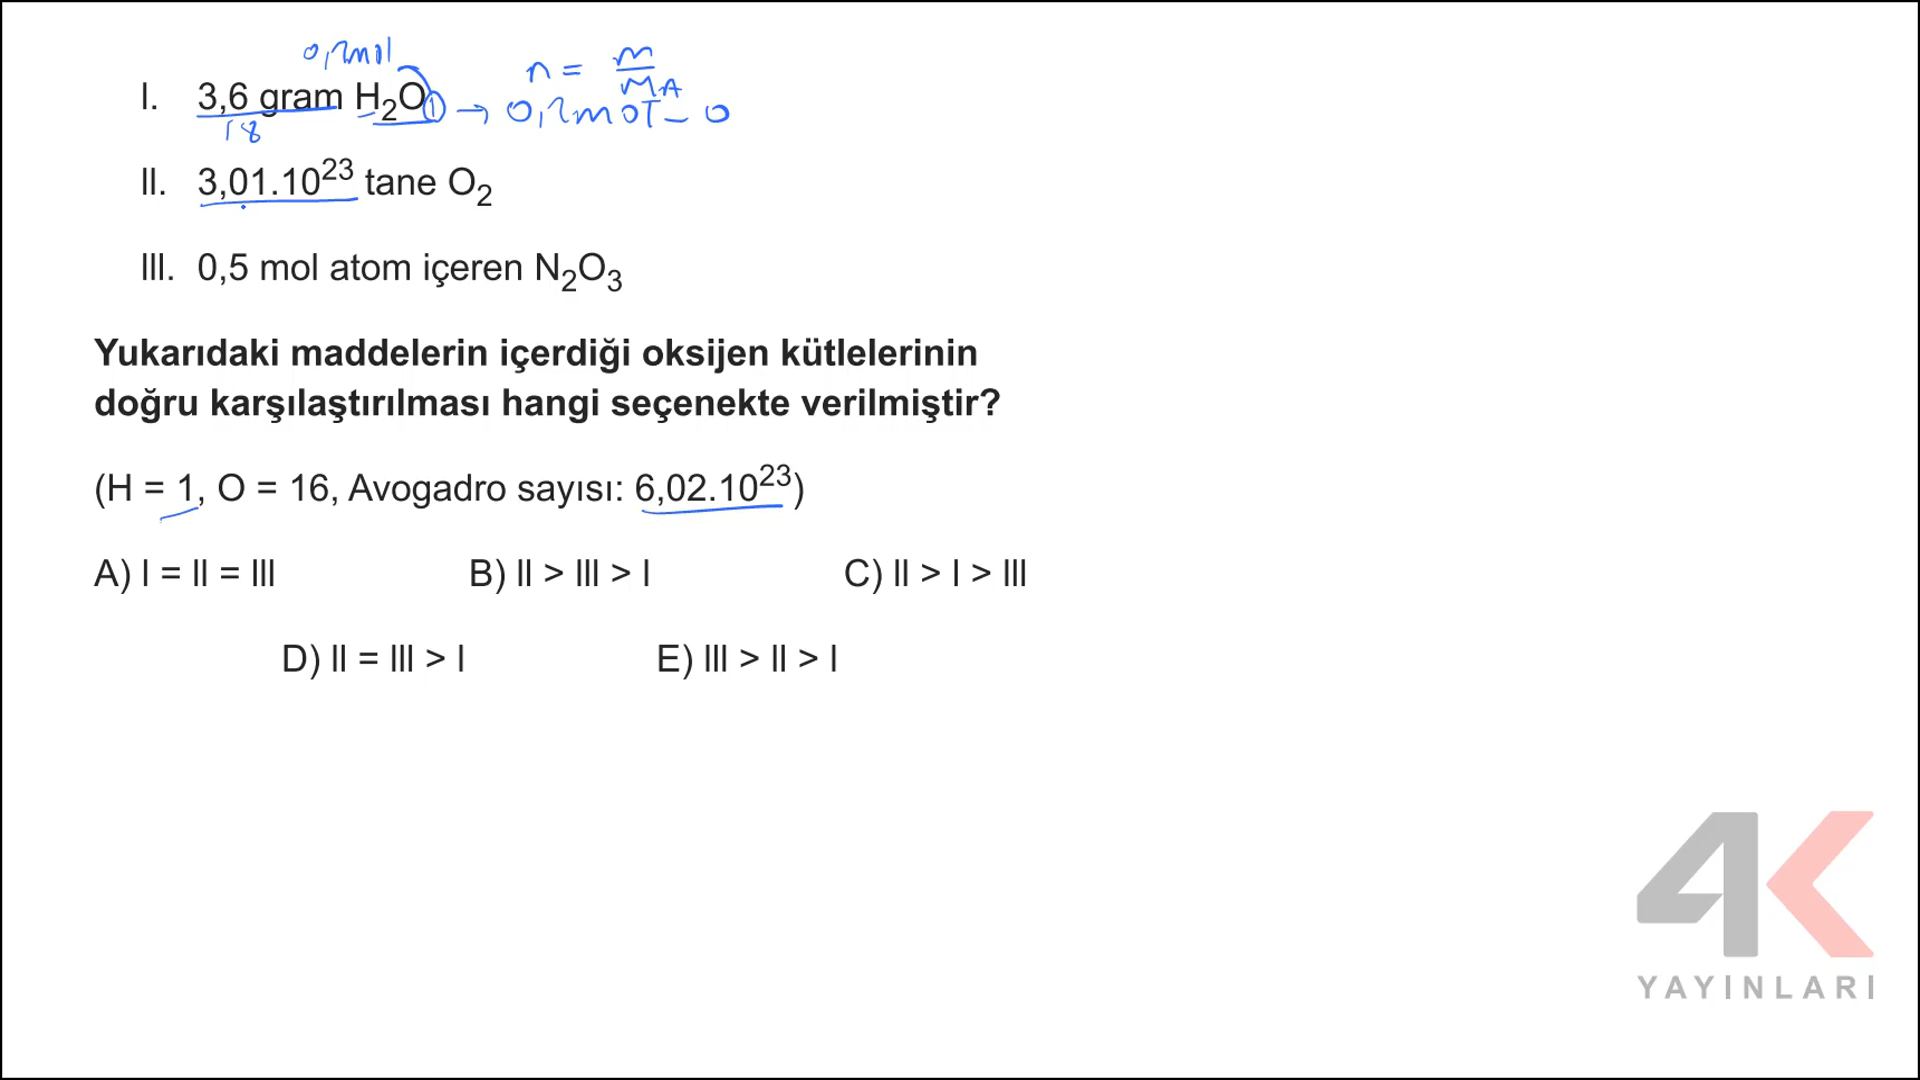 0,2mol
I. 3,6 gram H₂O
n = m
MA
1 → 0,2mol - O
18
II. 3,01.10²³ tane O₂
III. 0,5 mol atom içeren N₂O₃
Yukarıdaki maddelerin içerdiği oksijen kütlelerinin
doğru karşılaştırılması hangi seçenekte verilmiştir?
(H = 1, O = 16, Avogadro sayısı: 6,02.10²³)
A) I = II = III B) II > III > I C) II > I > III
D) II = III > I E) III > II > I
4K
YAYINLARI